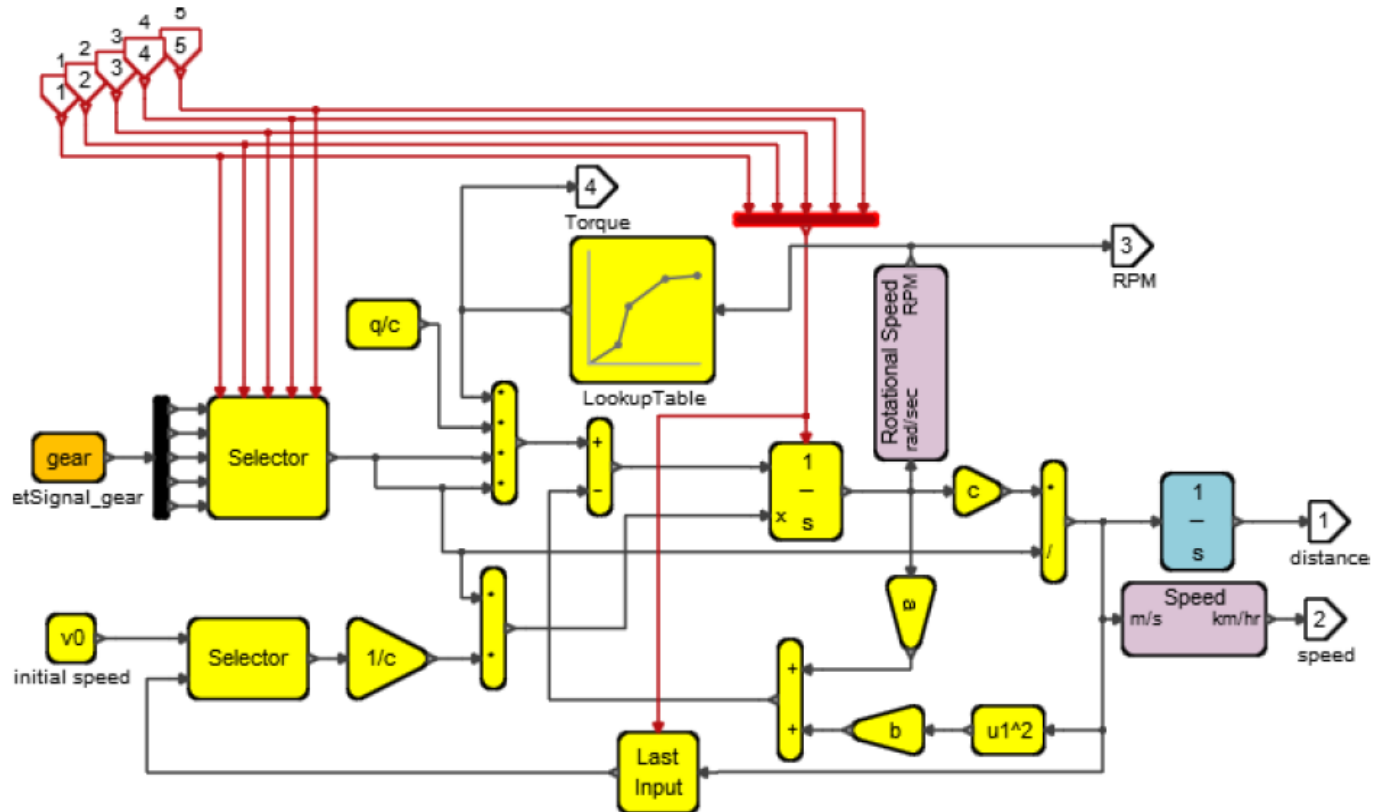 5
4
3
2
1
5
4
3
2
1
4
Torque
3
RPM
RPM
Rotational Speed
rad/sec
q/c
LookupTable
*
*
*
*
+
-
gear
etSignal_gear
Selector
1
s
x
c
*
/
1
s
1
distance
a
Speed
m/s
km/hr
2
speed
v0
initial speed
Selector
1/c
*
*
+
+
b
u1^2
Last
Input